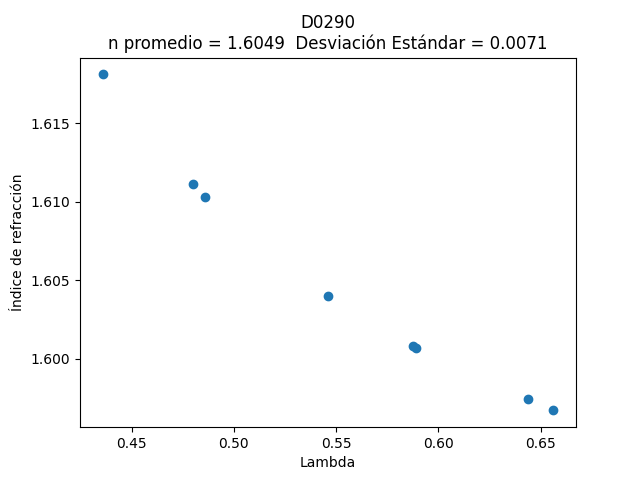 D0290
n promedio = 1.6049  Desviación Estándar = 0.0071
1.615
1.610
1.605
1.600
Índice de refracción
0.45
0.50
0.55
0.60
0.65
Lambda